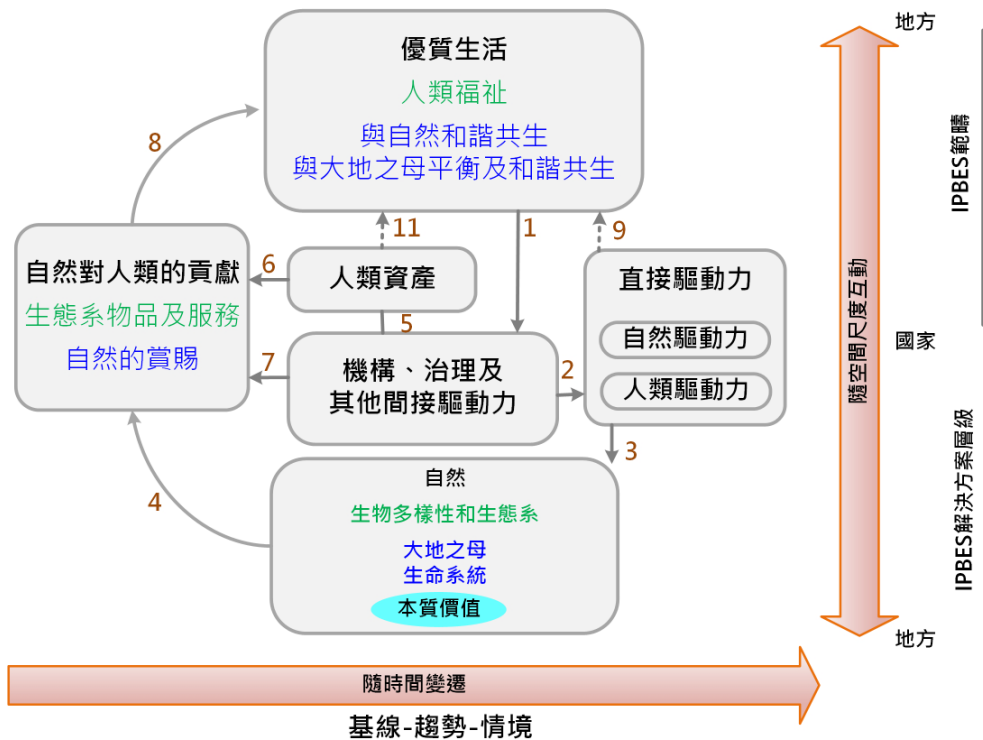 優質生活
人類福祉
與自然和諧共生
與大地之母平衡及和諧共生
8
11
1
9
自然對人類的貢獻
生態系物品及服務
自然的賞賜
6
人類資產
5
7
機構、治理及
其他間接驅動力
2
直接驅動力
自然驅動力
人類驅動力
3
4
自然
生物多樣性和生態系
大地之母
生命系統
本質價值
地方
國家
地方
隨空間尺度互動
IPBES範疇
IPBES解決方案層級
隨時間變遷
基線-趨勢-情境